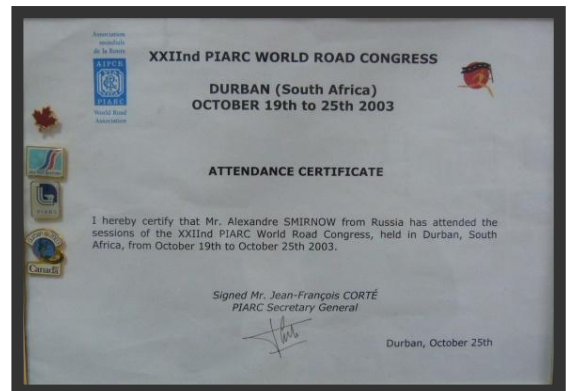 Association
mondiale
de la Route
AIPCR
PIARC
World Road
Association
XXIInd PIARC WORLD ROAD CONGRESS
DURBAN (South Africa)
OCTOBER 19th to 25th 2003
ATTENDANCE CERTIFICATE
I hereby certify that Mr. Alexandre SMIRNOW from Russia has attended the
sessions of the XXIInd PIARC World Road Congress, held in Durban, South
Africa, from October 19th to October 25th 2003.
Signed Mr. Jean-François CORTÉ
PIARC Secretary General
Durban, October 25th
Canada